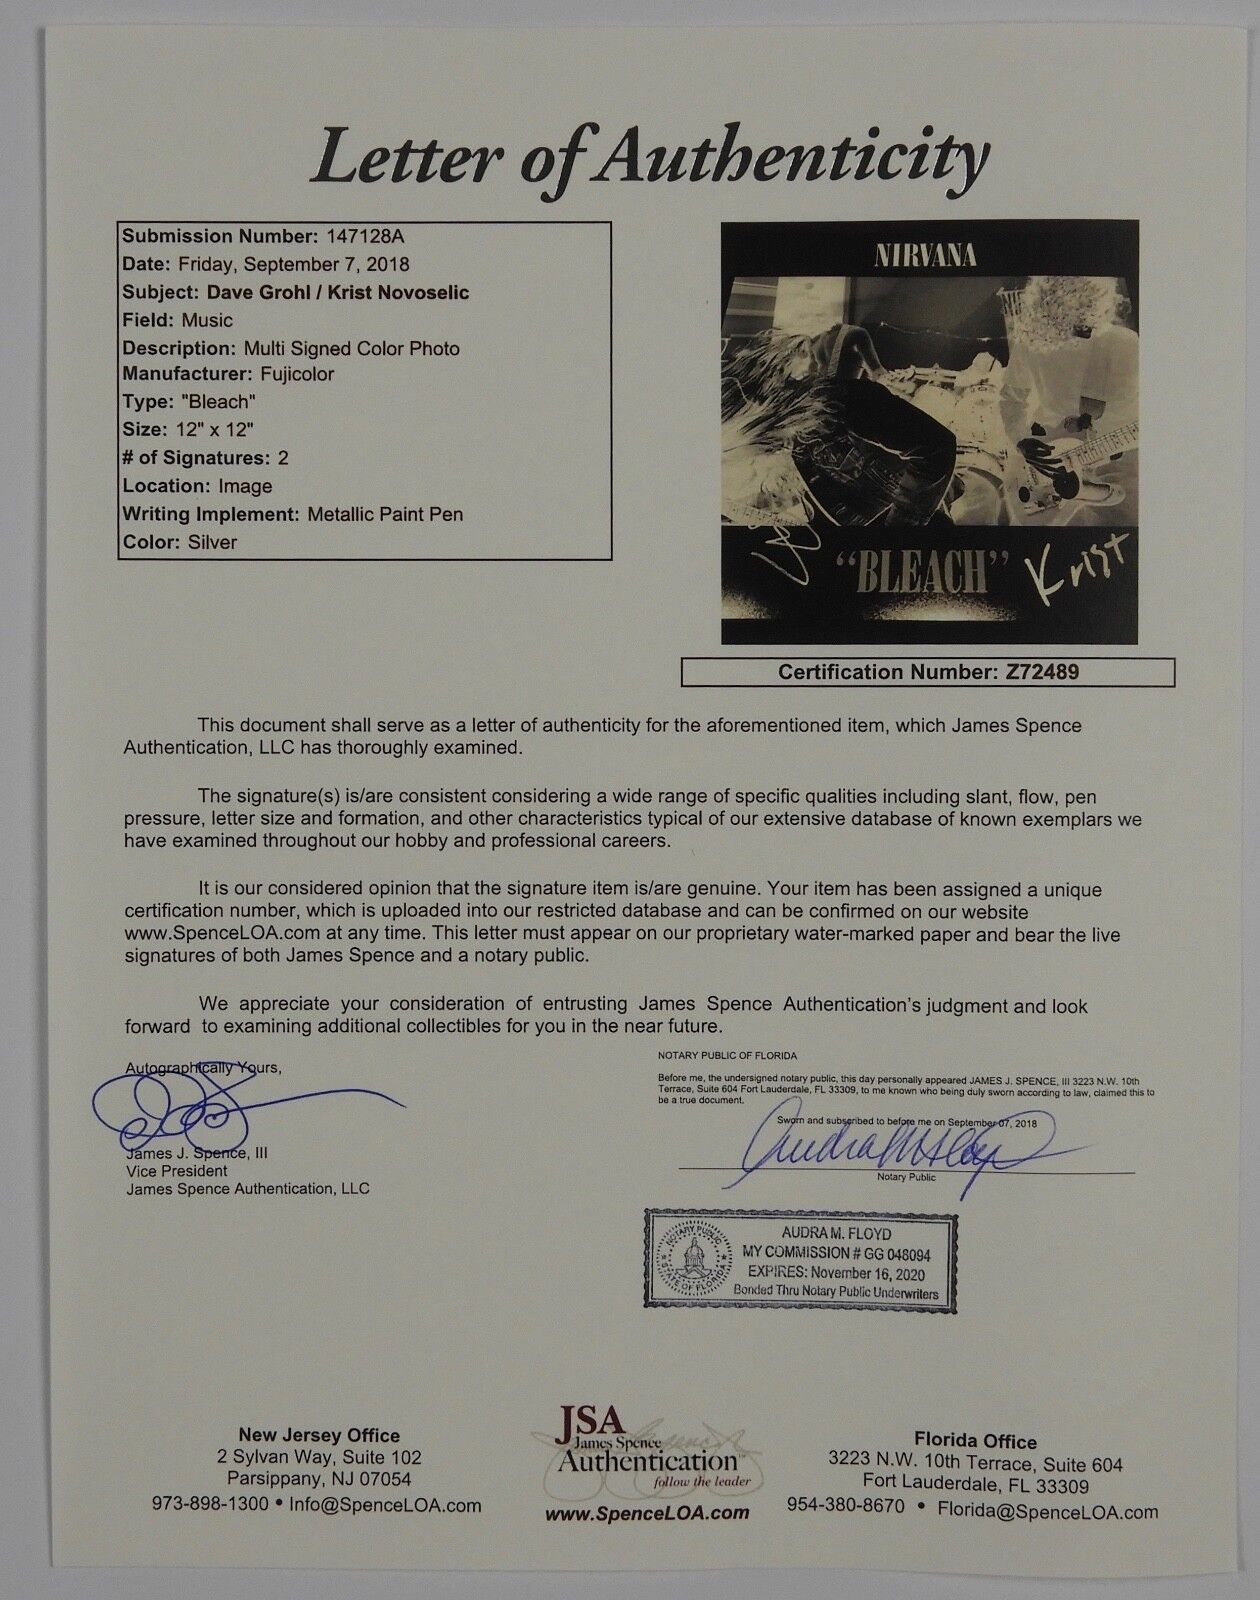 Letter of Authenticity
Submission Number: 147128A
Date: Friday, September 7, 2018
Subject: Dave Grohl / Krist Novoselic
Field: Music
Description: Multi Signed Color Photo
Manufacturer: Fujicolor
Type: "Bleach"
Size: 12" x 12"
# of Signatures: 2
Location: Image
Writing Implement: Metallic Paint Pen
Color: Silver
NIRVANA
“BLEACH”
Krist
Certification Number: Z72489
This document shall serve as a letter of authenticity for the aforementioned item, which James Spence
Authentication, LLC has thoroughly examined.
The signature(s) is/are consistent considering a wide range of specific qualities including slant, flow, pen
pressure, letter size and formation, and other characteristics typical of our extensive database of known exemplars we
have examined throughout our hobby and professional careers.
It is our considered opinion that the signature item is/are genuine. Your item has been assigned a unique
certification number, which is uploaded into our restricted database and can be confirmed on our website
www.SpenceLOA.com at any time. This letter must appear on our proprietary water-marked paper and bear the live
signatures of both James Spence and a notary public.
We appreciate your consideration of entrusting James Spence Authentication's judgment and look
forward to examining additional collectibles for you in the near future.
Autographically Yours,
James J. Spence, III
Vice President
James Spence Authentication, LLC
NOTARY PUBLIC OF FLORIDA
Before me, the undersigned notary public, this day personally appeared JAMES J. SPENCE, III 3223 N.W. 10th
Terrace, Suite 604 Fort Lauderdale, FL 33309, to me known who being duly sworn according to law, claimed this to
be a true document.
Sworn and subscribed to before me on September 07, 2018
Notary Public
NOTARY PUBLIC
STATE OF FLORIDA
AUDRA M. FLOYD
MY COMMISSION # GG 048094
EXPIRES: November 16, 2020
Bonded Thru Notary Public Underwriters
New Jersey Office
2 Sylvan Way, Suite 102
Parsippany, NJ 07054
973-898-1300 • Info@SpenceLOA.com
JSA
James Spence
Authentication™
follow the leader
www.SpenceLOA.com
Florida Office
3223 N.W. 10th Terrace, Suite 604
Fort Lauderdale, FL 33309
954-380-8670 • Florida@SpenceLOA.com